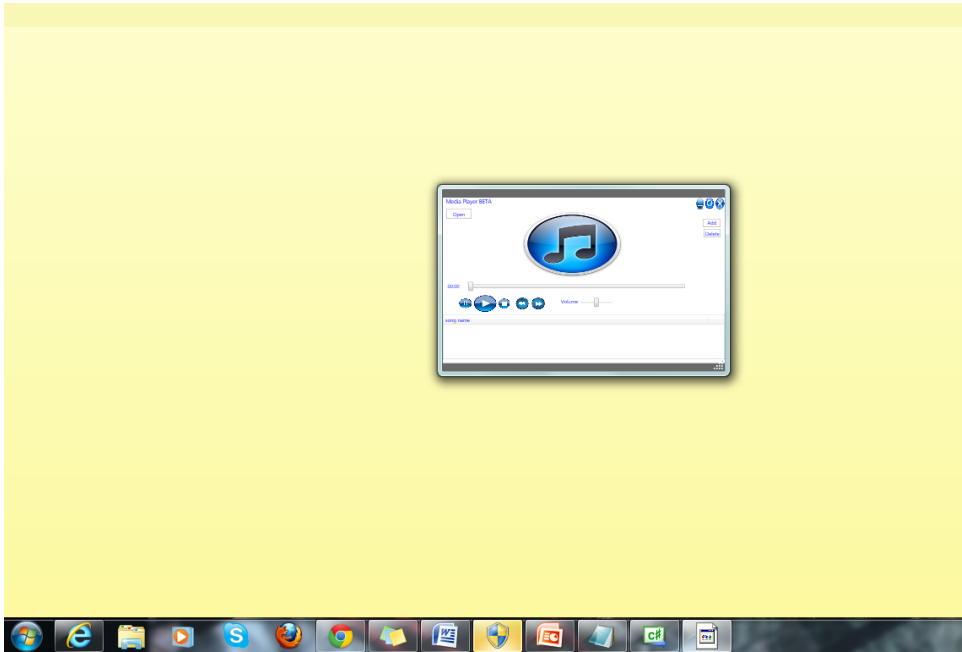 Media Player BETA
Open
Add
Delete
00:00
Volume
song name